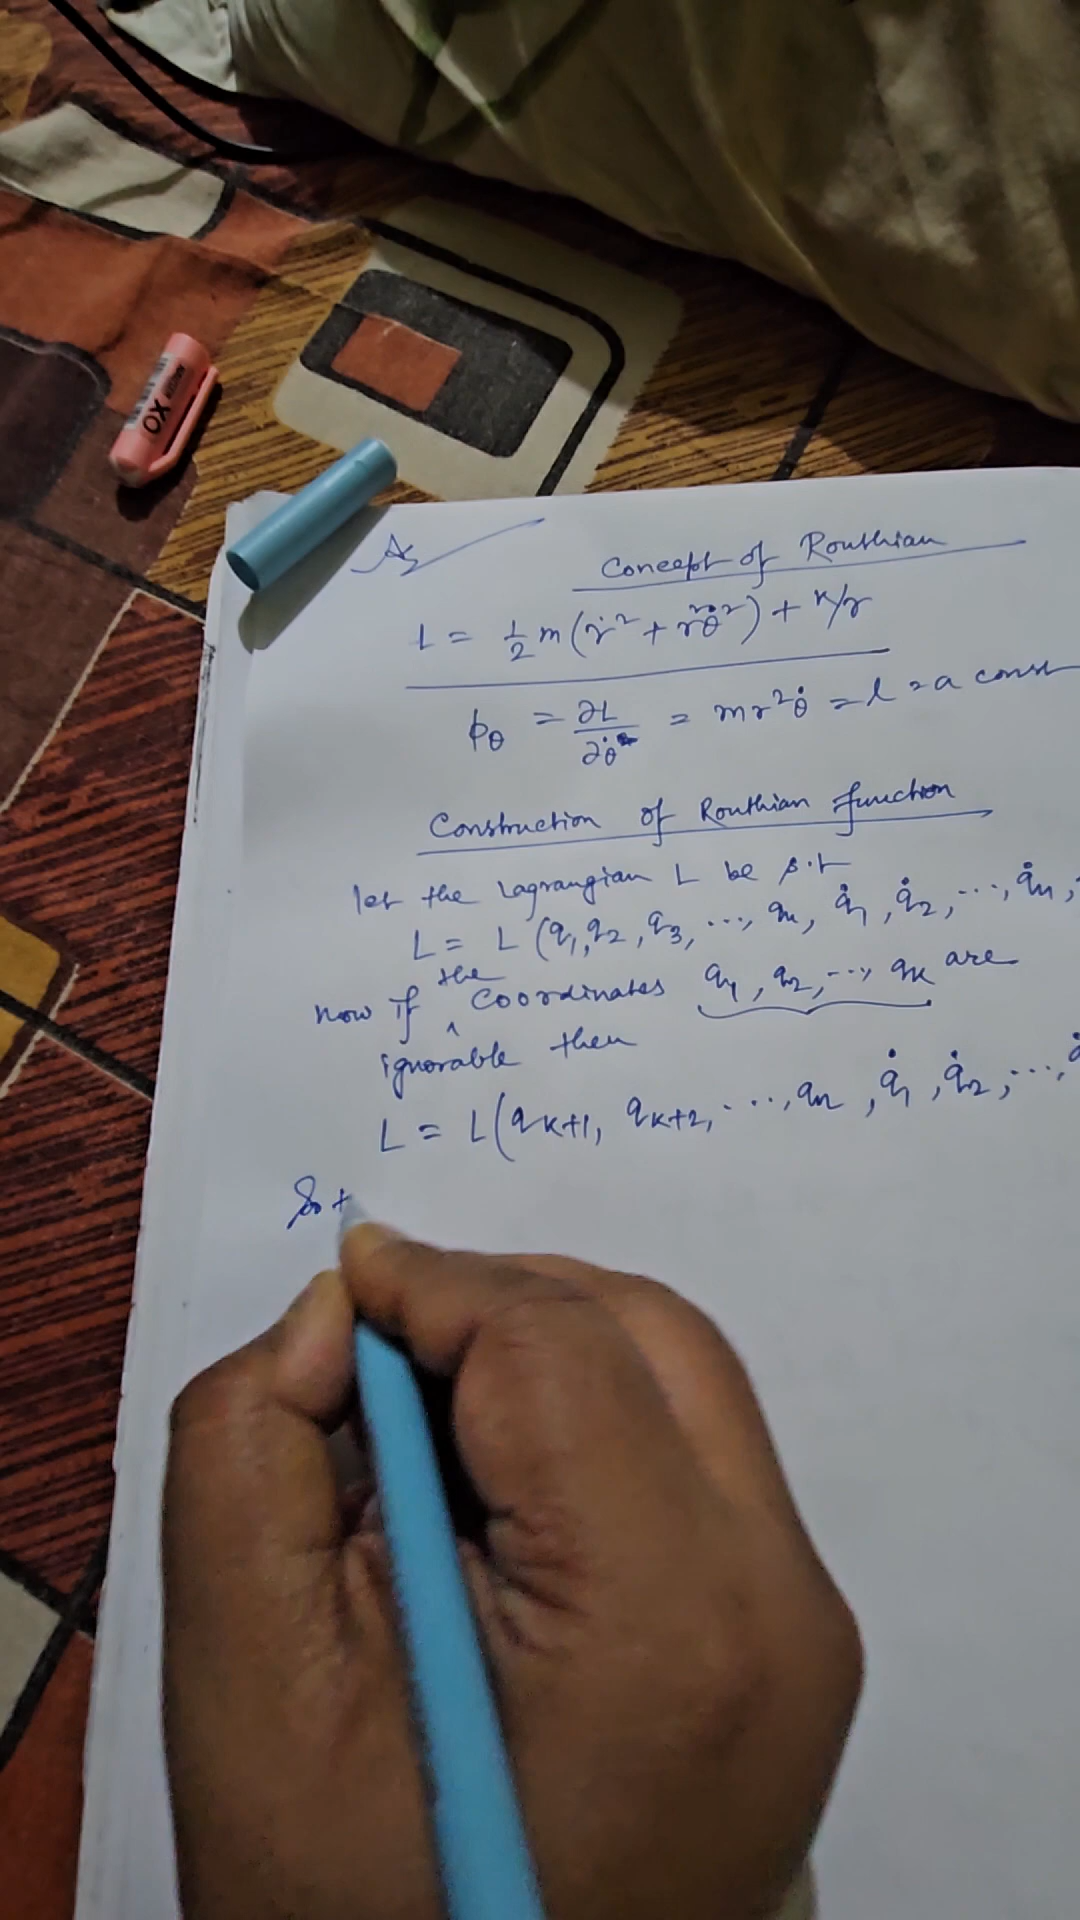 OX
Concept of Routhian
L = 1/2 m (ṙ² + r²θ̇²) + K/r
pθ = ∂L/∂θ̇ = mr²θ̇ = l = a const
Construction of Routhian function
let the Lagrangian L be s.t
L = L (q1, q2, q3, ..., qn, q̇1, q̇2, ..., q̇n,
Now if the coordinates q1, q2, ..., qk are
ignorable then
L = L(qk+1, qk+2, ..., qn, q̇1, q̇2, ...,
So t